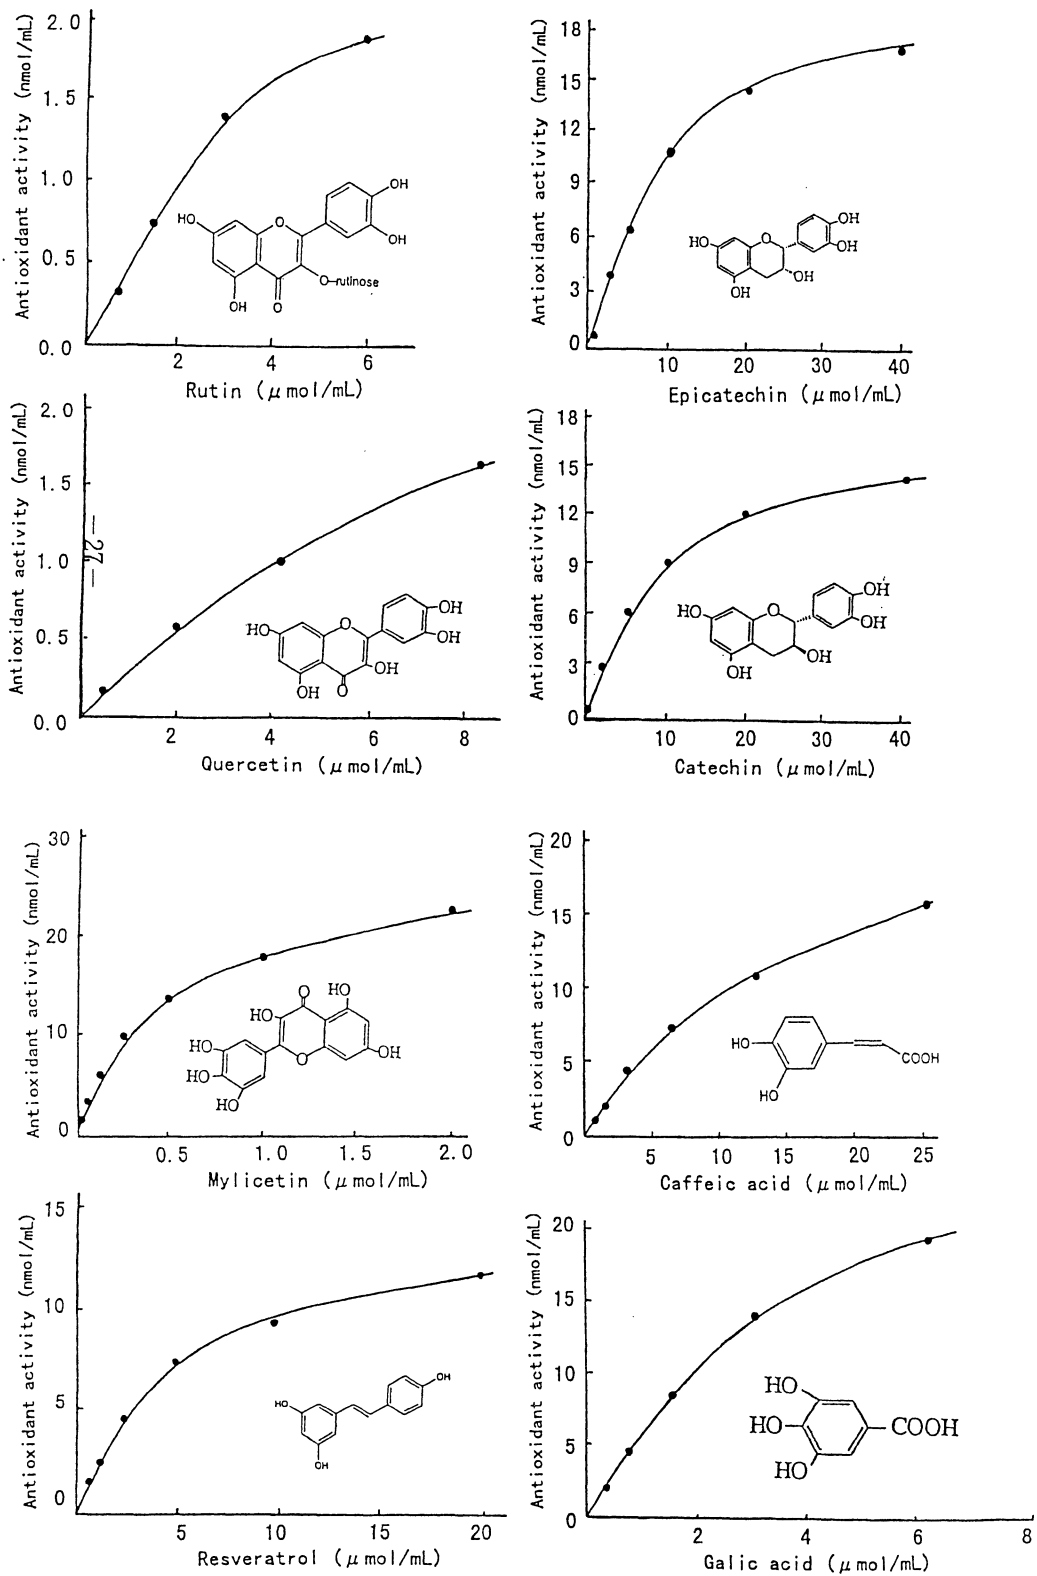 Antioxidant activity (nmol/mL)
2.0
1.5
1.0
0.5
0.0
2 4 6
Rutin (μmol/mL)
HO
OH
OH
O
O-rutinose
OH
O
Antioxidant activity (nmol/mL)
18
15
12
9
6
3
0
10 20 30 40
Epicatechin (μmol/mL)
OH
HO
O
OH
OH
OH
Antioxidant activity (nmol/mL)
2.0
1.5
1.0
0.5
0.0
— 27 —
2 4 6 8
Quercetin (μmol/mL)
OH
HO
O
OH
OH
OH
O
Antioxidant activity (nmol/mL)
18
15
12
9
6
3
0
10 20 30 40
Catechin (μmol/mL)
OH
HO
O
OH
OH
OH
Antioxidant activity (nmol/mL)
30
20
10
0
0.5 1.0 1.5 2.0
Mylicetin (μmol/mL)
O
OH
HO
HO
HO
O
OH
HO
Antioxidant activity (nmol/mL)
20
15
10
5
0
5 10 15 20 25
Caffeic acid (μmol/mL)
HO
COOH
HO
Antioxidant activity (nmol/mL)
15
10
5
0
5 10 15 20
Resveratrol (μmol/mL)
OH
HO
OH
Antioxidant activity (nmol/mL)
20
15
10
5
0
2 4 6 8
Galic acid (μmol/mL)
HO
HO
COOH
HO